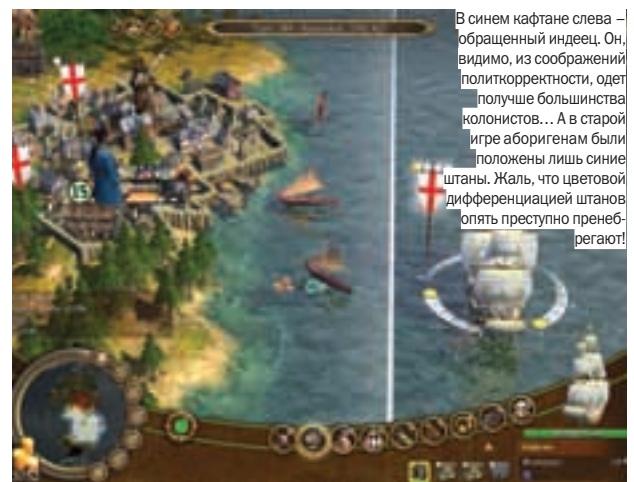 В синем кафтане слева –
обращенный индеец. Он,
видимо, из соображений
политкорректности, одет
получше большинства
колонистов... А в старой
игре аборигенам были
положены лишь синие
штаны. Жаль, что цветовой
дифференциацией штанов
опять преступно пренеб-
регают!
15